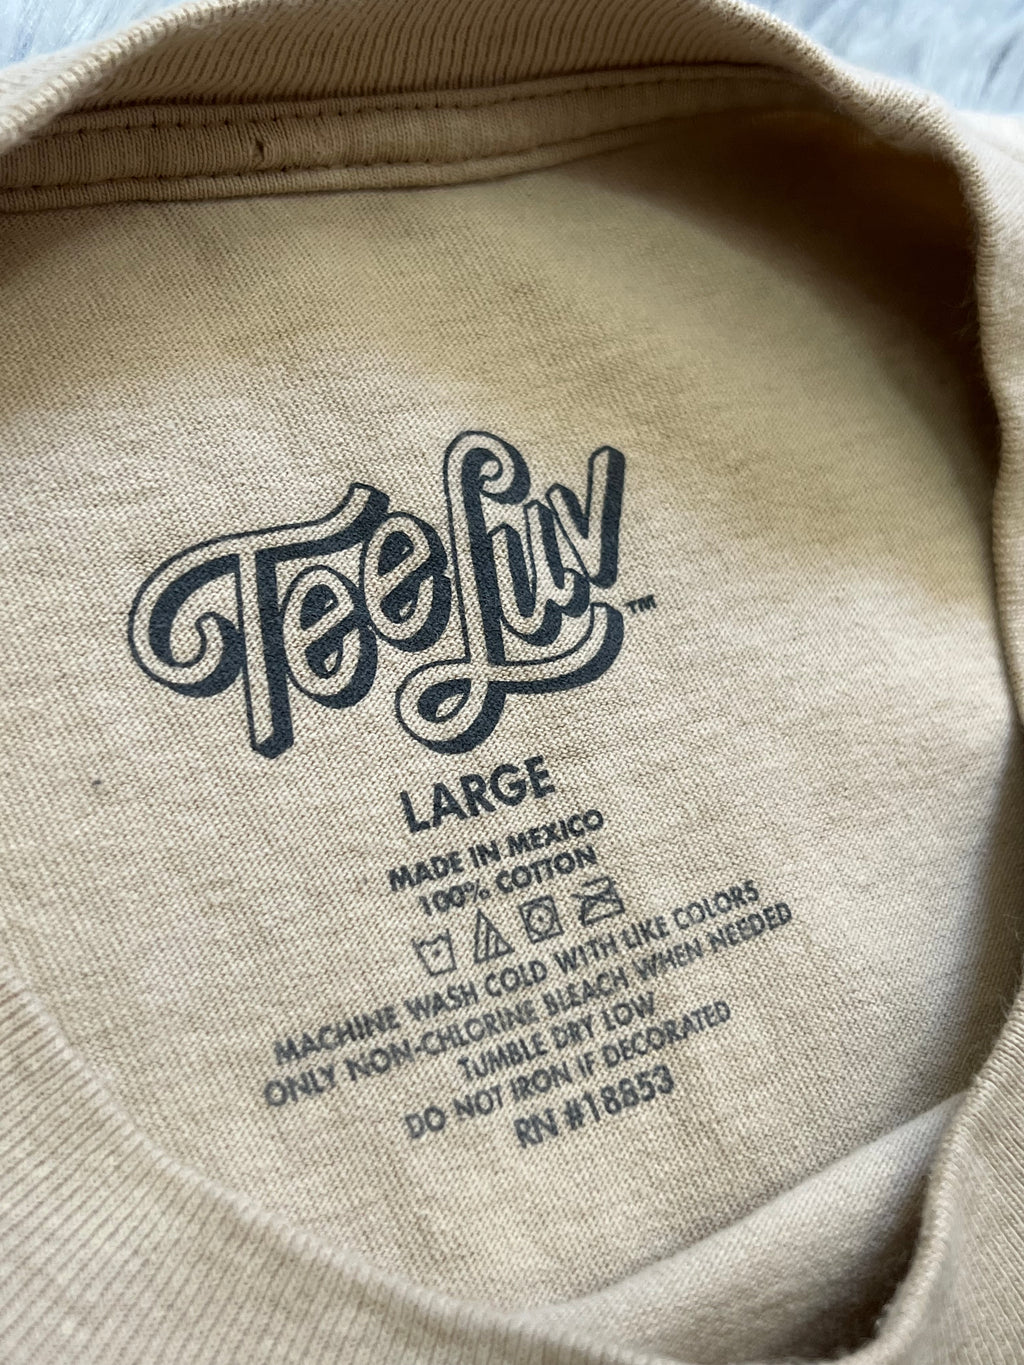 TeeLuv™
LARGE
MADE IN MEXICO
100% COTTON
MACHINE WASH COLD WITH LIKE COLORS
ONLY NON-CHLORINE BLEACH WHEN NEEDED
TUMBLE DRY LOW
DO NOT IRON IF DECORATED
RN #18853